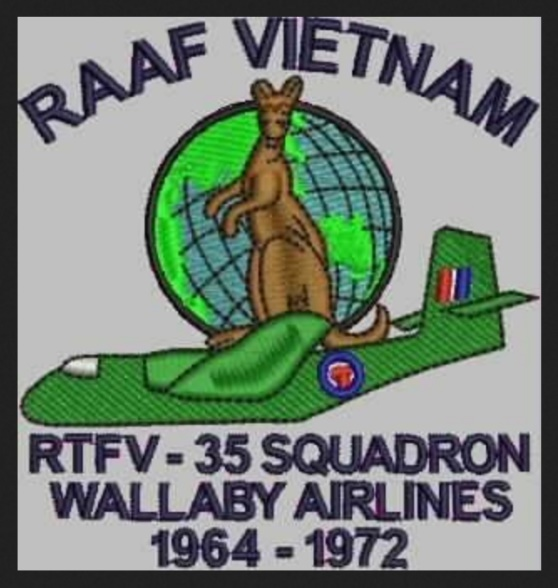 RAAF VIETNAM
RTFV - 35 SQUADRON
WALLABY AIRLINES
1964 - 1972